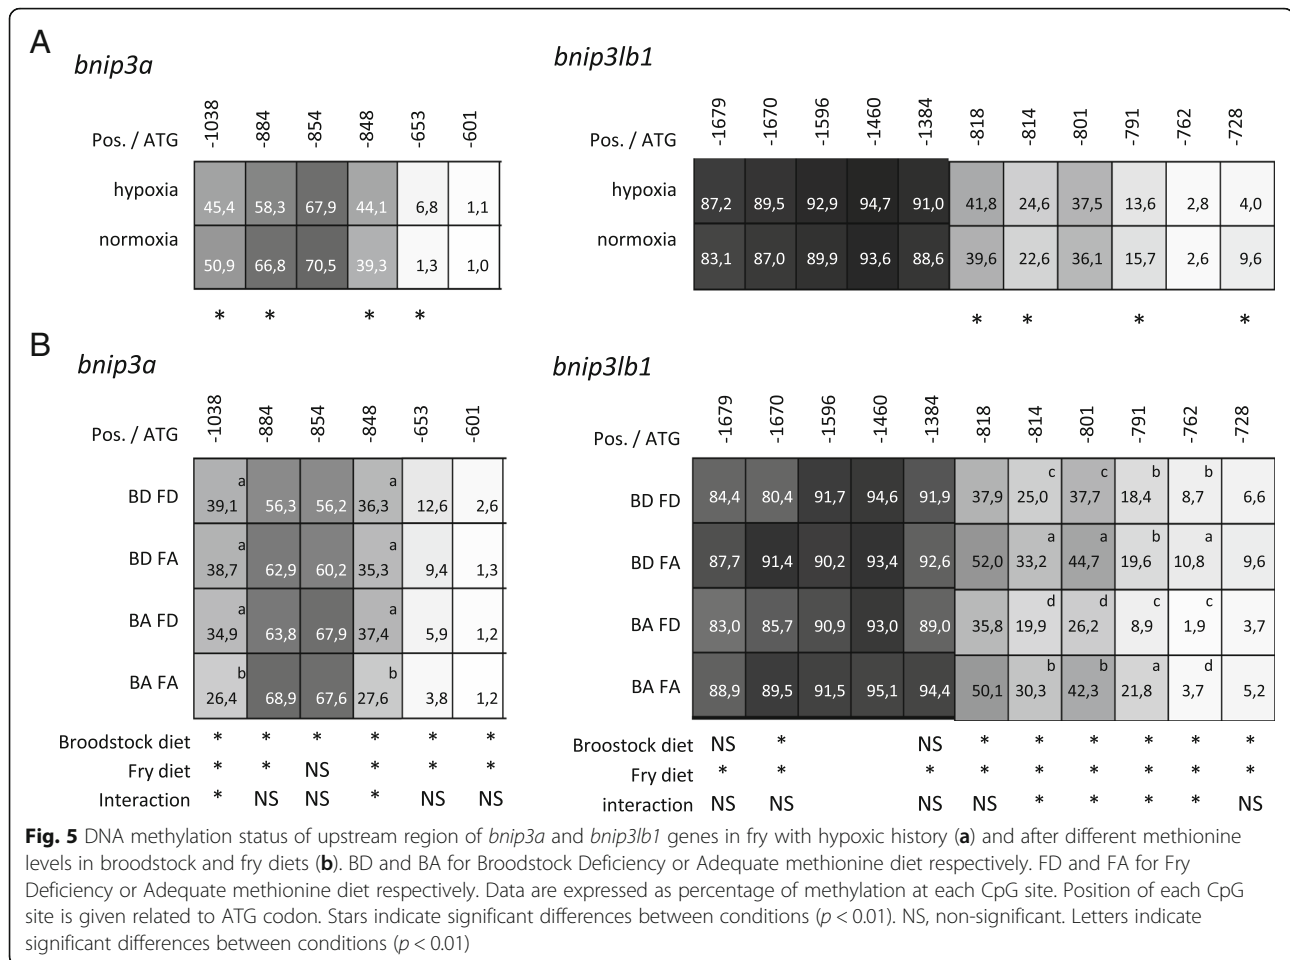 A
bnip3a
bnip3lb1
Pos. / ATG -1038 -884 -854 -848 -653 -601
Pos. / ATG -1679 -1670 -1596 -1460 -1384 -818 -814 -801 -791 -762 -728
hypoxia 45,4 58,3 67,9 44,1 6,8 1,1
normoxia 50,9 66,8 70,5 39,3 1,3 1,0
* * * *
hypoxia 87,2 89,5 92,9 94,7 91,0 41,8 24,6 37,5 13,6 2,8 4,0
normoxia 83,1 87,0 89,9 93,6 88,6 39,6 22,6 36,1 15,7 2,6 9,6
* * * *
B
bnip3a
Pos. / ATG -1038 -884 -854 -848 -653 -601
a a
BD FD 39,1 56,3 56,2 36,3 12,6 2,6
a a
BD FA 38,7 62,9 60,2 35,3 9,4 1,3
a a
BA FD 34,9 63,8 67,9 37,4 5,9 1,2
b b
BA FA 26,4 68,9 67,6 27,6 3,8 1,2
Broodstock diet * * * * * *
Fry diet * * NS * * *
Interaction * NS NS * NS NS
bnip3lb1
Pos. / ATG -1679 -1670 -1596 -1460 -1384 -818 -814 -801 -791 -762 -728
c c b b
BD FD 84,4 80,4 91,7 94,6 91,9 37,9 25,0 37,7 18,4 8,7 6,6
a a b a
BD FA 87,7 91,4 90,2 93,4 92,6 52,0 33,2 44,7 19,6 10,8 9,6
d d c c
BA FD 83,0 85,7 90,9 93,0 89,0 35,8 19,9 26,2 8,9 1,9 3,7
b b a d
BA FA 88,9 89,5 91,5 95,1 94,4 50,1 30,3 42,3 21,8 3,7 5,2
Broostock diet NS * NS * * * * * *
Fry diet * * * * * * * * *
interaction NS NS NS NS * * * * NS
Fig. 5 DNA methylation status of upstream region of bnip3a and bnip3lb1 genes in fry with hypoxic history (a) and after different methionine
levels in broodstock and fry diets (b). BD and BA for Broodstock Deficiency or Adequate methionine diet respectively. FD and FA for Fry
Deficiency or Adequate methionine diet respectively. Data are expressed as percentage of methylation at each CpG site. Position of each CpG
site is given related to ATG codon. Stars indicate significant differences between conditions (p < 0.01). NS, non-significant. Letters indicate
significant differences between conditions (p < 0.01)